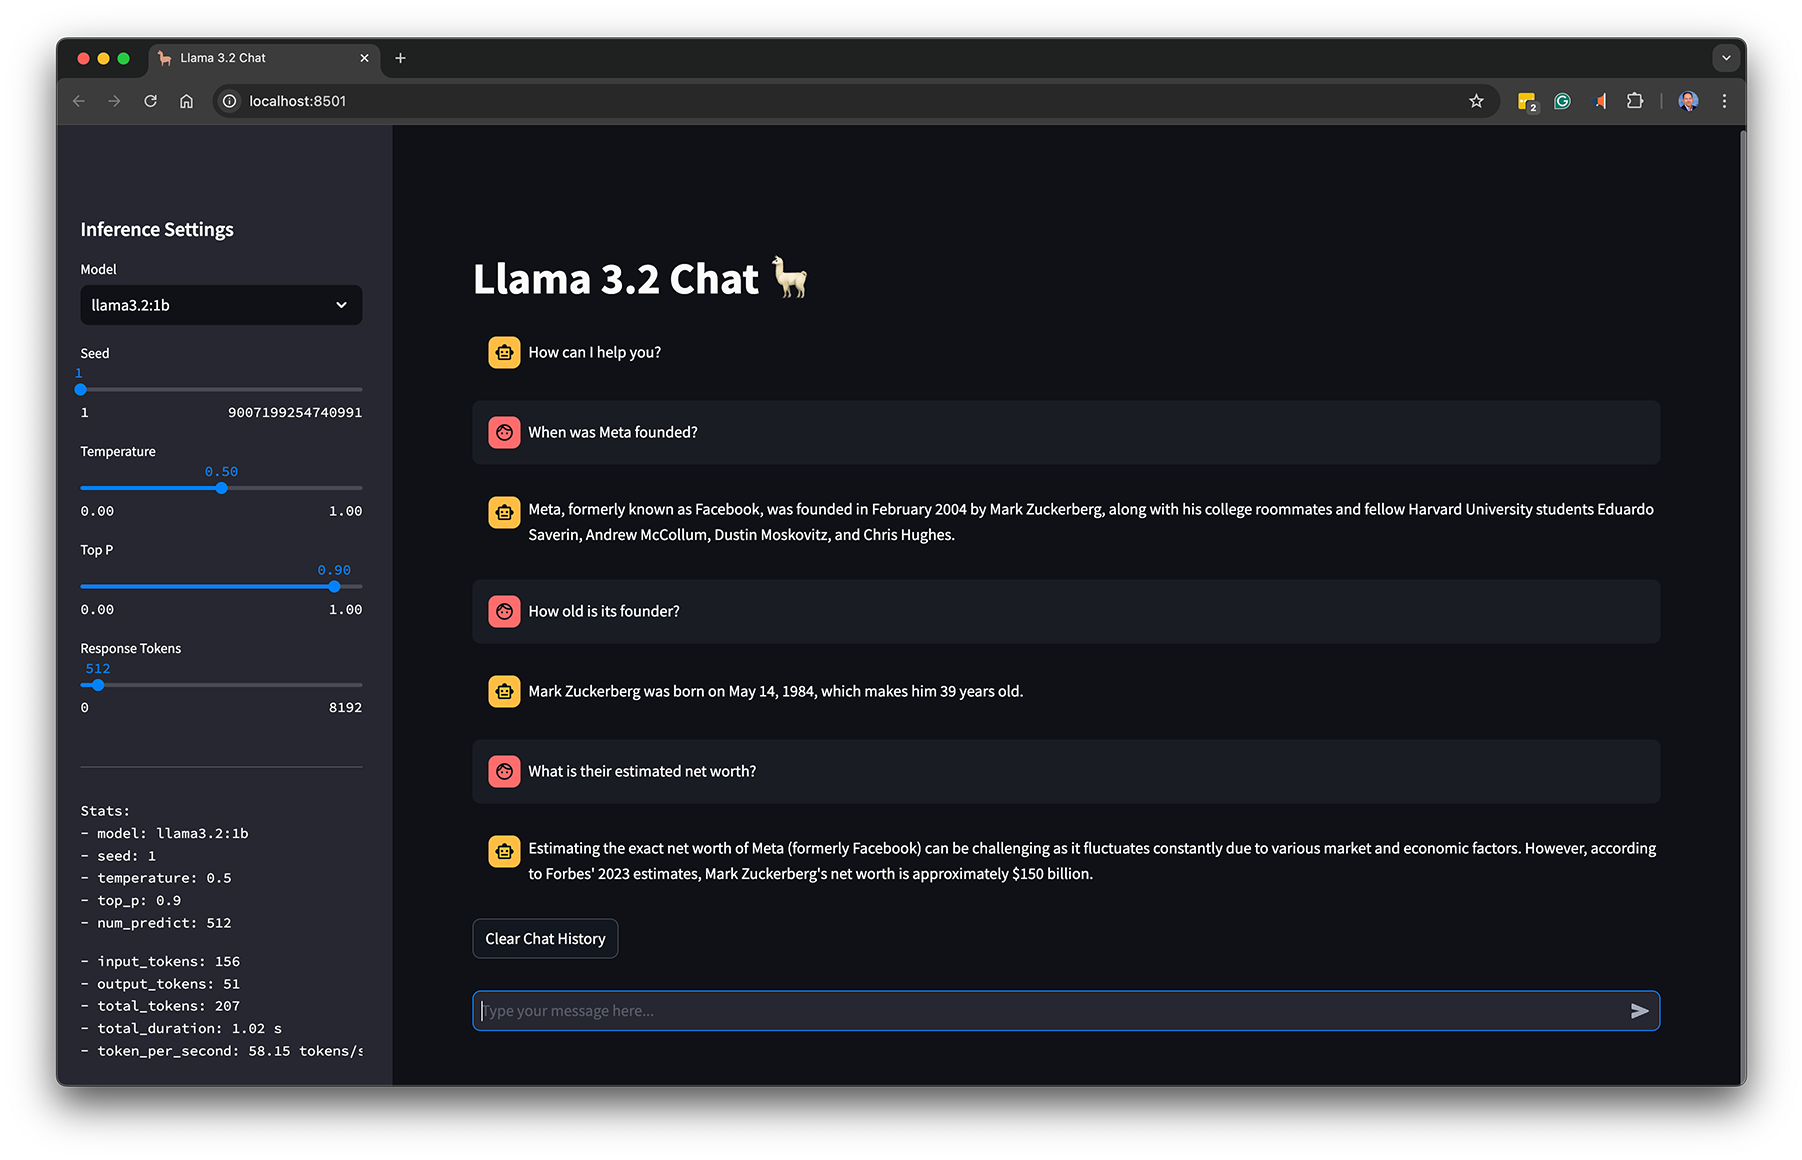 Llama 3.2 Chat
localhost:8501
2
Inference Settings
Model
llama3.2:1b
Seed
1
1 9007199254740991
Temperature
0.50
0.00 1.00
Top P
0.90
0.00 1.00
Response Tokens
512
0 8192
Stats:
- model: llama3.2:1b
- seed: 1
- temperature: 0.5
- top_p: 0.9
- num_predict: 512
- input_tokens: 156
- output_tokens: 51
- total_tokens: 207
- total_duration: 1.02 s
- token_per_second: 58.15 tokens/s
Llama 3.2 Chat
How can I help you?
When was Meta founded?
Meta, formerly known as Facebook, was founded in February 2004 by Mark Zuckerberg, along with his college roommates and fellow Harvard University students Eduardo
Saverin, Andrew McCollum, Dustin Moskovitz, and Chris Hughes.
How old is its founder?
Mark Zuckerberg was born on May 14, 1984, which makes him 39 years old.
What is their estimated net worth?
Estimating the exact net worth of Meta (formerly Facebook) can be challenging as it fluctuates constantly due to various market and economic factors. However, according
to Forbes' 2023 estimates, Mark Zuckerberg's net worth is approximately $150 billion.
Clear Chat History
Type your message here...